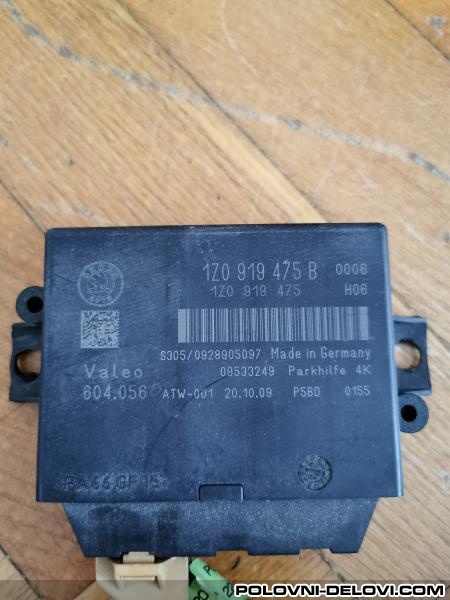 1Z0 919 475 B 0006
1Z0 919 475 H06
S305/0928905097 Made in Germany
Valeo 08533249 Parkhilfe 4K
604.056 ATW-001 20.10.09 P5BD 0155
PA66GF15
POLOVNI-DELOVI.COM